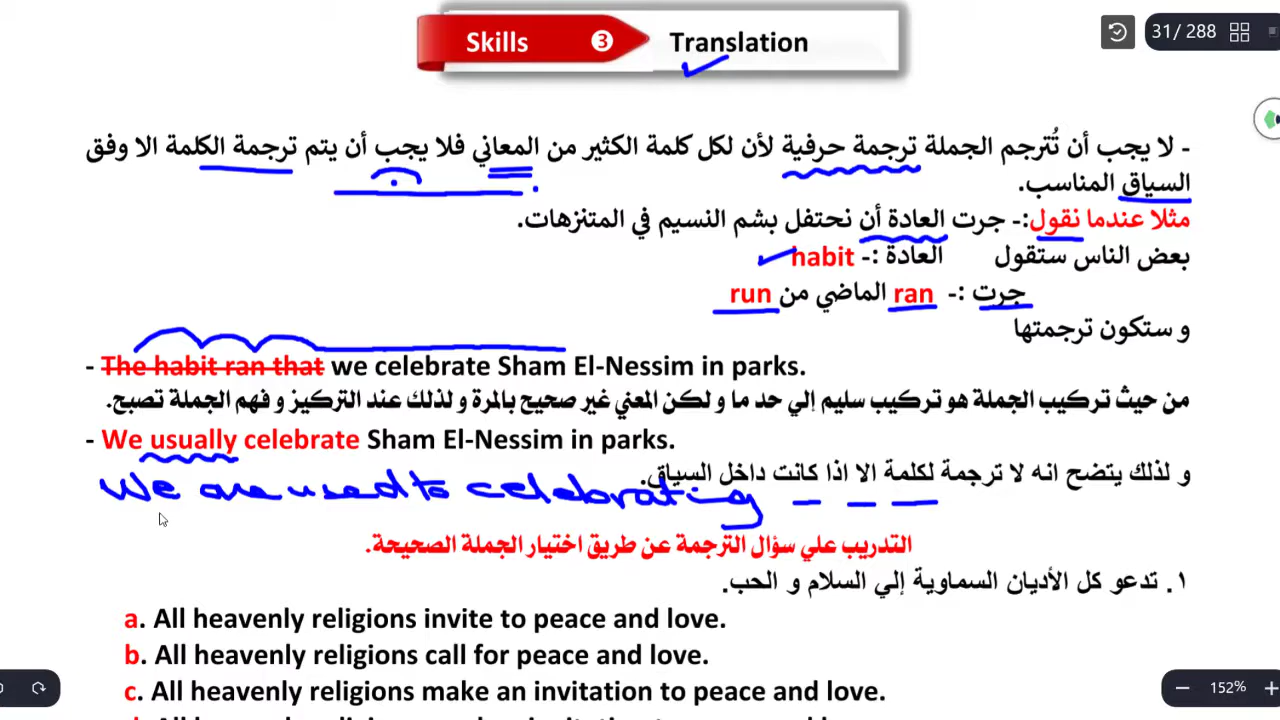 Skills ❸ Translation
31/ 288
- لا يجب أن تُترجم الجملة ترجمة حرفية لأن لكل كلمة الكثير من المعاني فلا يجب أن يتم ترجمة الكلمة الا وفق
السياق المناسب.
مثلا عندما نقول:- جرت العادة أن نحتفل بشم النسيم في المتنزهات.
بعض الناس ستقول العادة :- habit
جرت :- ran الماضي من run
و ستكون ترجمتها
- The habit ran that we celebrate Sham El-Nessim in parks.
من حيث تركيب الجملة هو تركيب سليم إلي حد ما و لكن المعني غير صحيح بالمرة و لذلك عند التركيز و فهم الجملة تصبح.
- We usually celebrate Sham El-Nessim in parks.
و لذلك يتضح انه لا ترجمة لكلمة الا اذا كانت داخل السياق.
We are used to celebrating
التدريب علي سؤال الترجمة عن طريق اختيار الجملة الصحيحة.
١. تدعو كل الأديان السماوية إلي السلام و الحب.
a. All heavenly religions invite to peace and love.
b. All heavenly religions call for peace and love.
c. All heavenly religions make an invitation to peace and love.
152%